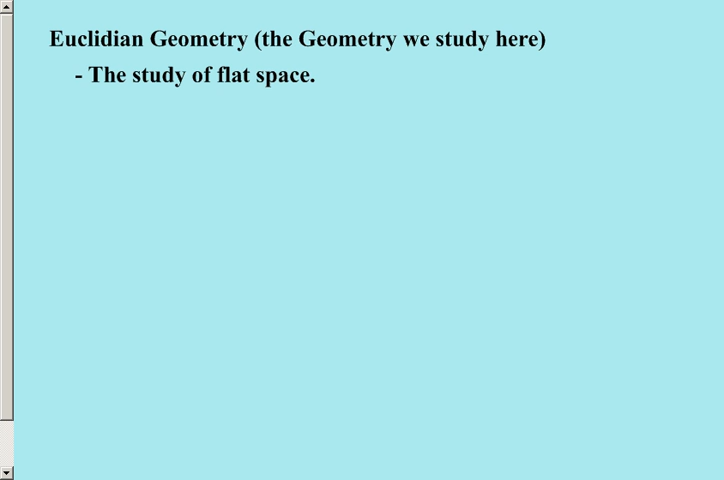 Euclidian Geometry (the Geometry we study here)
- The study of flat space.